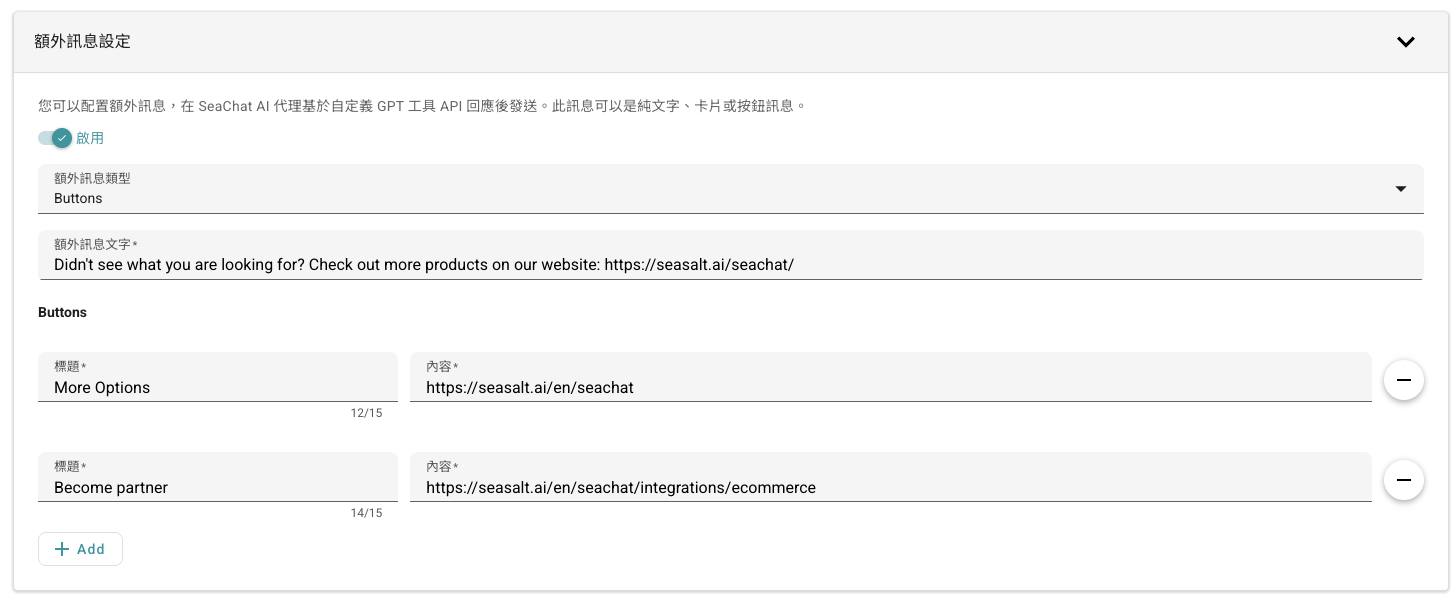 額外訊息設定
您可以配置額外訊息，在 SeaChat AI 代理基於自定義 GPT 工具 API 回應後發送。此訊息可以是純文字、卡片或按鈕訊息。
啟用
額外訊息類型
Buttons
額外訊息文字*
Didn't see what you are looking for? Check out more products on our website: https://seasalt.ai/seachat/
Buttons
標題*
More Options
12/15
內容*
https://seasalt.ai/en/seachat
標題*
Become partner
14/15
內容*
https://seasalt.ai/en/seachat/integrations/ecommerce
Add